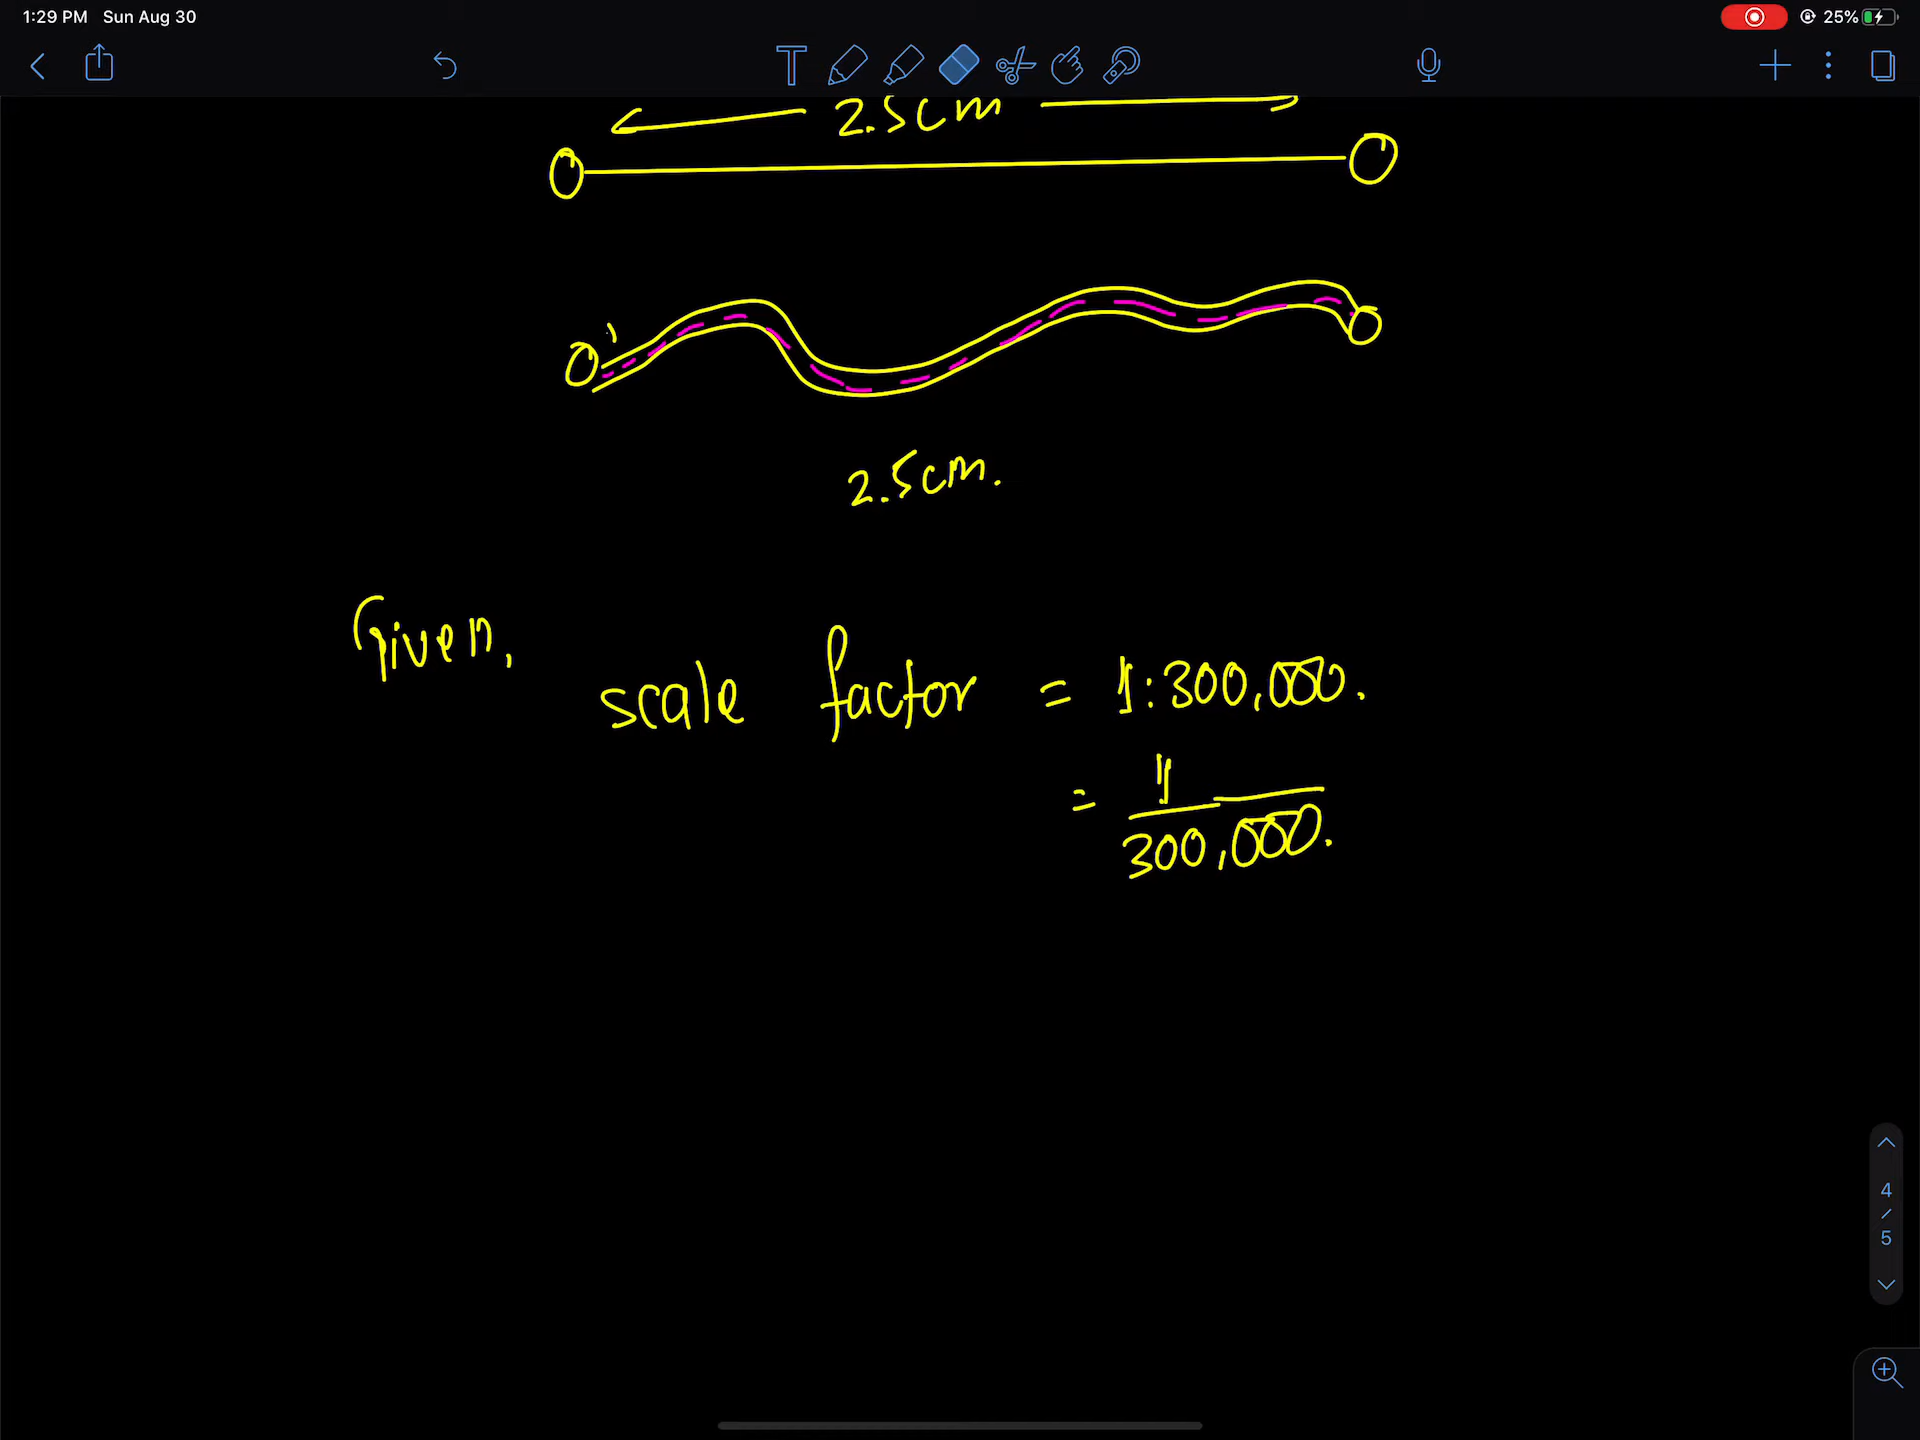 1:29 PM Sun Aug 30
25%
2.5cm
2.5cm.
Given,
scale factor = 1:300,000.
= 1
300,000.
4
/
5